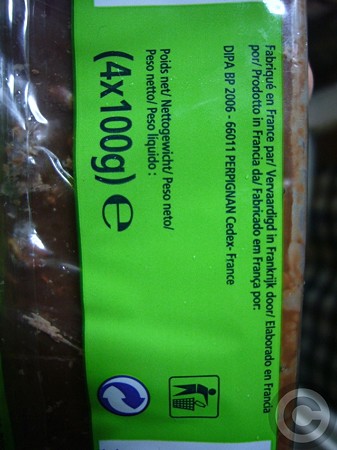 Fabriqué en France par/ Vervaardigd in Frankrijk door/ Elaborado en Francia
por/ Prodotto in Francia da/ Fabricado em França por:
DIPA BP 2006 - 66011 PERPIGNAN Cedex- France
Poids net/ Nettogewicht/ Peso neto/
Peso netto/ Peso líquido :
(4x100g) e
©